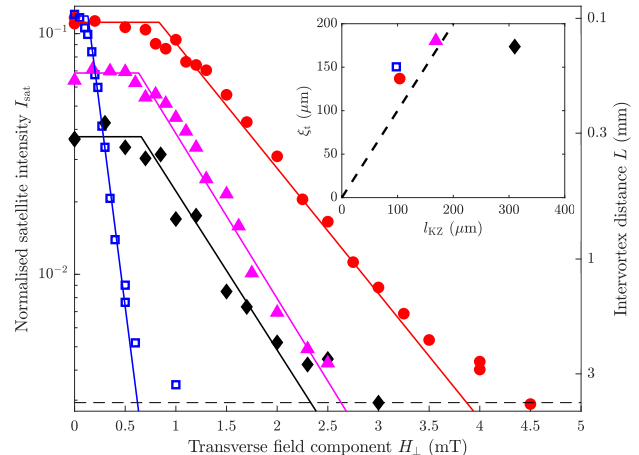 10⁻¹
10⁻²
Normalised satellite intensity I_sat
0 0.5 1 1.5 2 2.5 3 3.5 4 4.5 5
Transverse field component H_⊥ (mT)
0.1
0.3
1
3
Intervortex distance L (mm)
200
150
100
50
0
ξ_t (μm)
0 100 200 300 400
l_KZ (μm)